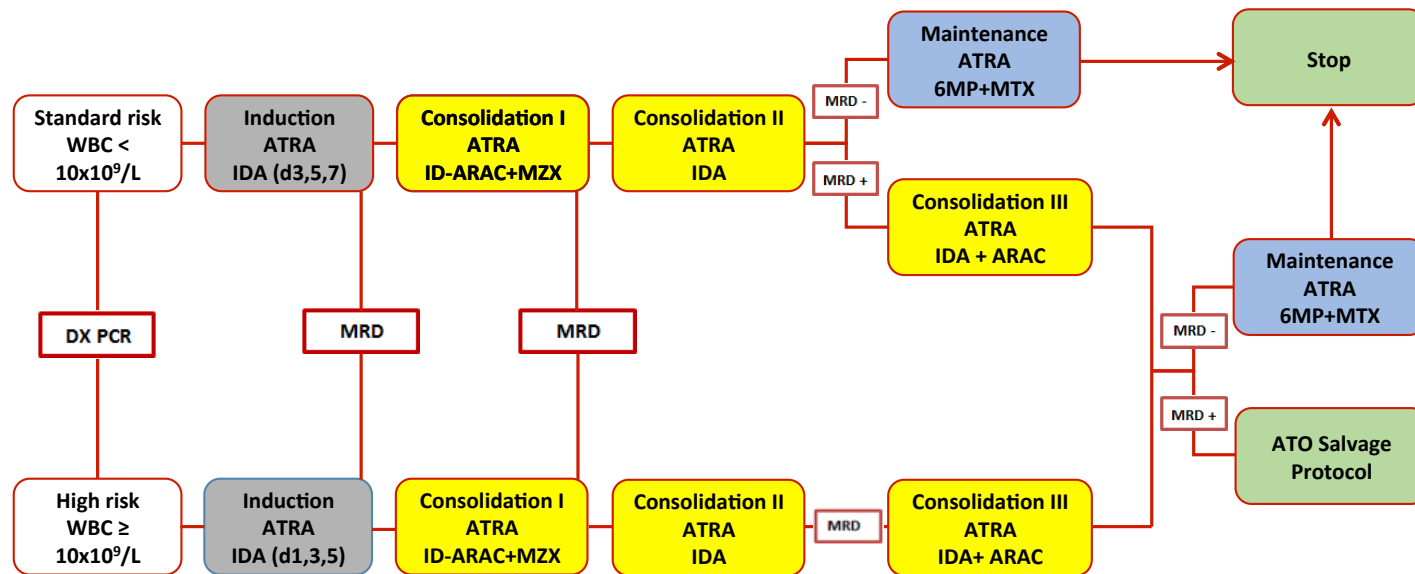 Standard risk
WBC <
10x10⁹/L
Induction
ATRA
IDA (d3,5,7)
Consolidation I
ATRA
ID-ARAC+MZX
Consolidation II
ATRA
IDA
MRD -
Maintenance
ATRA
6MP+MTX
Stop
MRD +
Consolidation III
ATRA
IDA + ARAC
DX PCR
MRD
MRD
MRD -
Maintenance
ATRA
6MP+MTX
MRD +
ATO Salvage
Protocol
High risk
WBC ≥
10x10⁹/L
Induction
ATRA
IDA (d1,3,5)
Consolidation I
ATRA
ID-ARAC+MZX
Consolidation II
ATRA
IDA
MRD
Consolidation III
ATRA
IDA+ ARAC